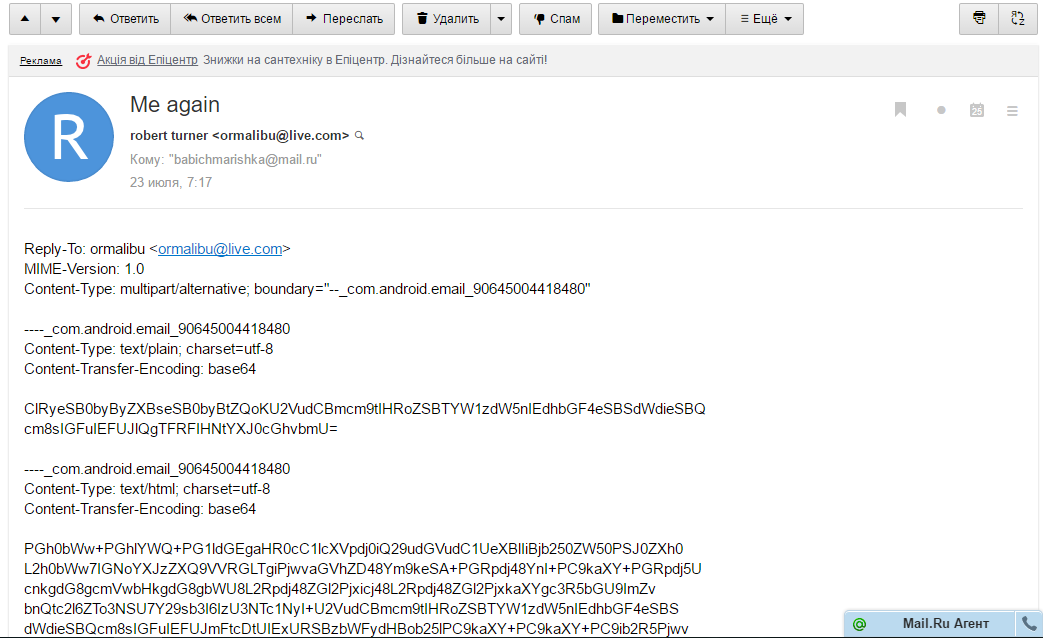 Ответить
Ответить всем
Переслать
Удалить
Спам
Переместить
Ещё
Реклама Акція від Епіцентр Знижки на сантехніку в Епіцентр. Дізнайтеся більше на сайті!
R
Me again
25
robert turner <ormalibu@live.com>
Кому: "babichmarishka@mail.ru"
23 июля, 7:17
Reply-To: ormalibu <ormalibu@live.com>
MIME-Version: 1.0
Content-Type: multipart/alternative; boundary="--_com.android.email_90645004418480"
----_com.android.email_90645004418480
Content-Type: text/plain; charset=utf-8
Content-Transfer-Encoding: base64
ClRyeSB0byByZXBseSB0byBtZQoKU2VudCBmcm9tIHRoZSBTYW1zdW5nIEdhbGF4eSBSdWdieSBQ
cm8sIGFuIEFUJlQgTFRFIHNtYXJ0cGhvbmU=
----_com.android.email_90645004418480
Content-Type: text/html; charset=utf-8
Content-Transfer-Encoding: base64
PGh0bWw+PGhlYWQ+PG1ldGEgaHR0cC1lcXVpdj0iQ29udGVudC1UeXBlIiBjb250ZW50PSJ0ZXh0
L2h0bWw7IGNoYXJzZXQ9VVRGLTgiPjwvaGVhZD48Ym9keSA+PGRpdj48YnI+PC9kaXY+PGRpdj5U
cnkgdG8gcmVwbHkgdG8gbWU8L2Rpdj48ZGl2Pjxicj48L2Rpdj48ZGl2PjxkaXYgc3R5bGU9ImZv
bnQtc2l6ZTo3NSU7Y29sb3I6IzU3NTc1NyI+U2VudCBmcm9tIHRoZSBTYW1zdW5nIEdhbGF4eSBS
dWdieSBQcm8sIGFuIEFUJmFtcDtUIExURSBzbWFydHBob25lPC9kaXY+PC9kaXY+PC9ib2R5Pjwv
Mail.Ru Агент